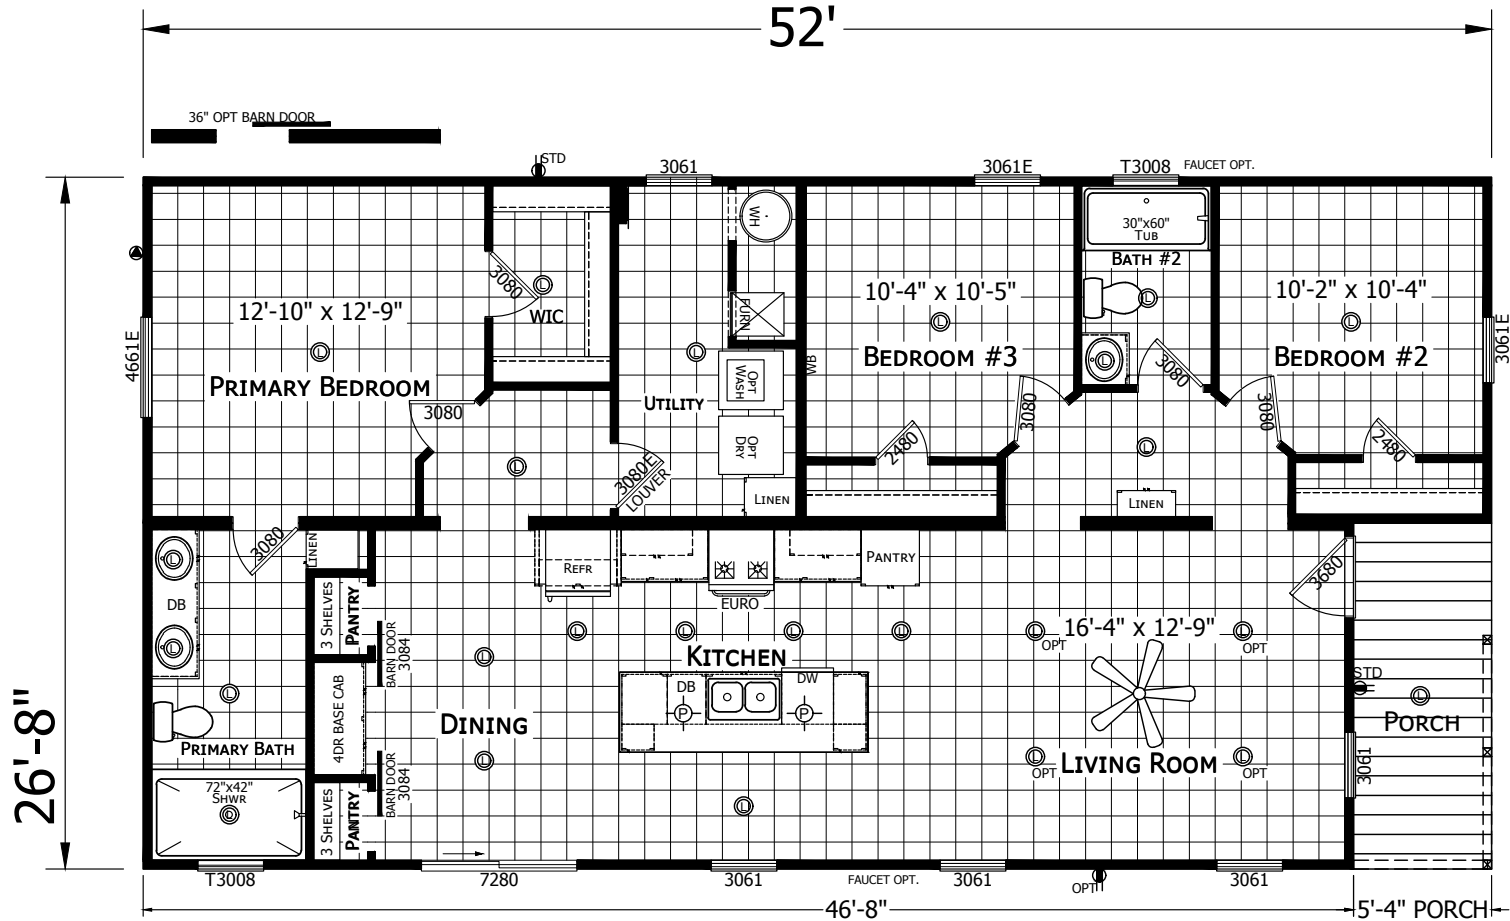 52'
36" OPT BARN DOOR
STD
3061
3061E
T3008
FAUCET OPT.
WH
30"x60"
TUB
BATH #2
3080
L
WIC
12'-10" x 12'-9"
L
PRIMARY BEDROOM
4661E
FURN
10'-4" x 10'-5"
L
BEDROOM #3
WB
L
10'-2" x 10'-4"
L
BEDROOM #2
3061E
L
L
3080
OPT
WASH
UTILITY
3080
3080
3080
OPT
DRY
2480
2480
L
3080E
LOUVER
L
LINEN
LINEN
3080
LINEN
REFR
PANTRY
EURO
3680
L
DB
L
3 SHELVES
PANTRY
BARN DOOR
3084
L
L
L
L
L
OPT
16'-4" x 12'-9"
L
OPT
KITCHEN
L
DB
DW
P
P
4DR BASE CAB
DINING
L
STD
L
PORCH
26'-8"
PRIMARY BATH
L
L
OPT
LIVING ROOM
L
OPT
3061
72"x42"
SHWR
L
3 SHELVES
PANTRY
BARN DOOR
3084
L
T3008
7280
3061
FAUCET OPT.
3061
OPT
3061
46'-8"
5'-4" PORCH